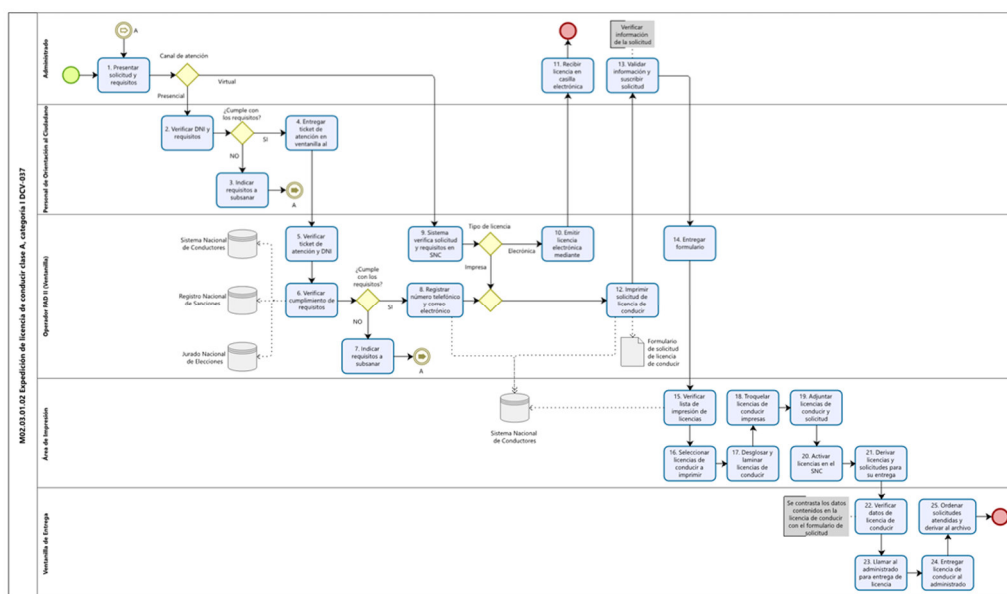 M02.03.01.02 Expedición de licencia de conducir clase A, categoria I DCV-037
Administrado
A
1. Presentar
solicitud y
requisitos
Canal de atención
Virtual
Presencial
11. Recibir
licencia en
casilla
electrónica
Verificar
información
de la solicitud
13. Validar
información y
suscribir
solicitud
Personal de Orientación al Ciudadano
2. Verificar DNI y
requisitos
¿Cumple con
los requisitos?
SI
NO
4. Entregar
ticket de
atención en
ventanilla al
3. Indicar
requisitos a
subsanar
A
Operador PAD II (Ventanilla)
Sistema Nacional
de Conductores
Registro Nacional
de Sanciones
Jurado Nacional
de Elecciones
5. Verificar
ticket de
atención y DNI
6. Verificar
cumplimiento de
requisitos
¿Cumple
con los
requisitos?
SI
NO
7. Indicar
requisitos a
subsanar
A
8. Registrar
número telefónico
y correo
electrónico
9. Sistema
verifica solicitud
y requisitos en
SNC
Tipo de licencia
Elecrónica
Impresa
10. Emitir
licencia
electrónica
mediante
12. Imprimir
solicitud de
licencia de
conducir
Formulario
de solicitud
de licencia
de conducir
14. Entregar
formulario
Área de Impresión
Sistema Nacional
de Conductores
15. Verificar
lista de
impresión de
licencias
16. Seleccionar
licencias de
conducir a
imprimir
17. Desglosar y
laminar
licencias de
conducir
18. Troquelar
licencias de
conducir
impresas
19. Adjuntar
licencias de
conducir y
solicitud
20. Activar
licencias en el
SNC
21. Derivar
licencias y
solicitudes para
su entrega
Ventanilla de Entrega
Se contrasta los datos
contenidos en la
licencia de conducir
con el formulario de
solicitud
22. Verificar
datos de
licencia de
conducir
23. Llamar al
administrado
para entrega de
licencia
24. Entregar
licencia de
conducir al
administrado
25. Ordenar
solicitudes
atendidas y
derivar al archivo